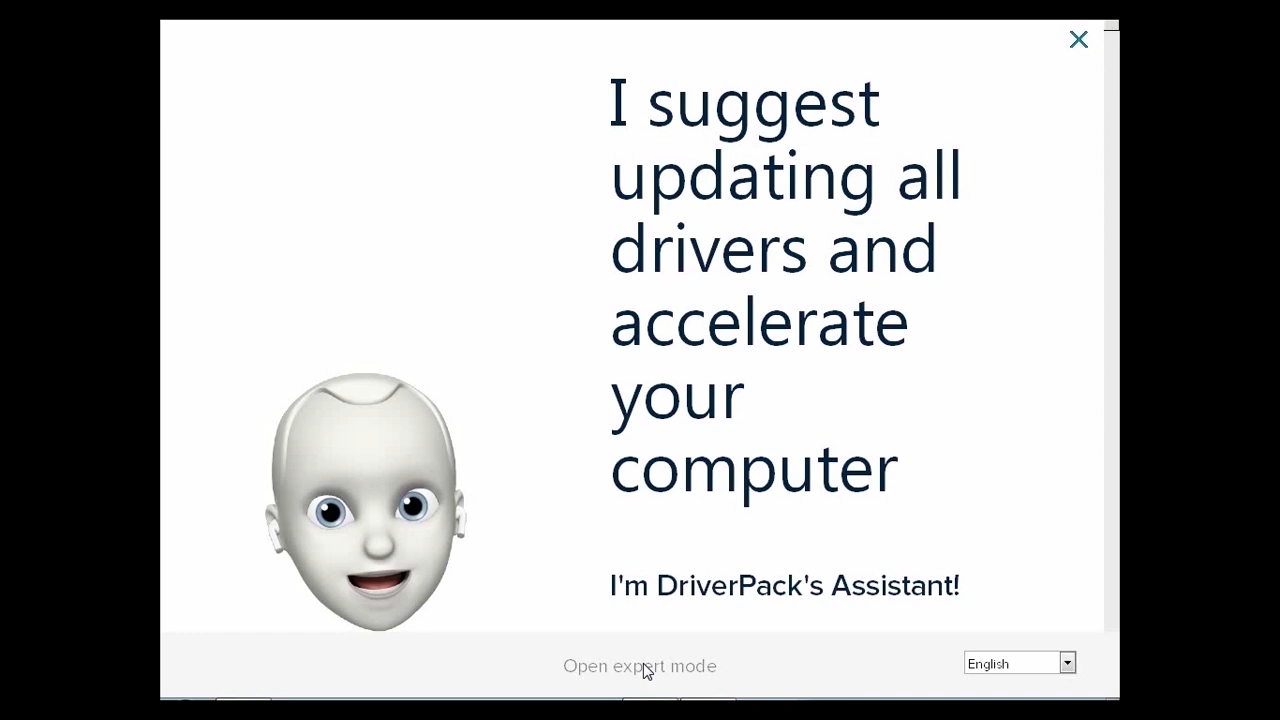 I suggest
updating all
drivers and
accelerate
your
computer
I'm DriverPack's Assistant!
Open expert mode
English